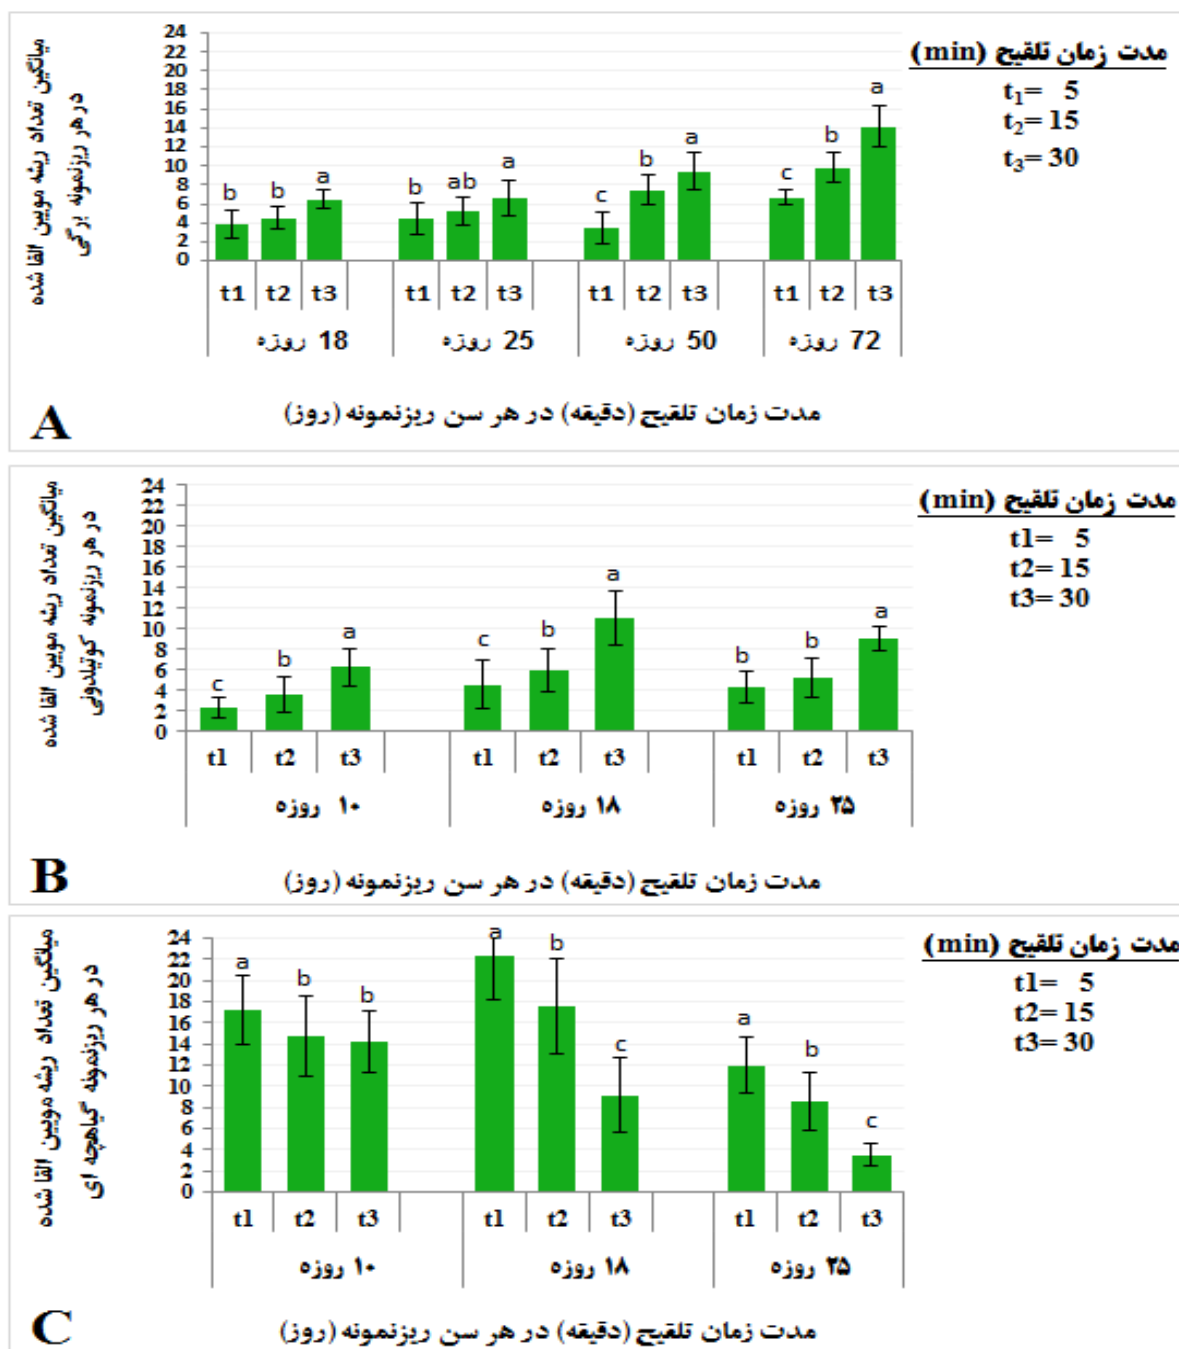 میانگین تعداد ریشه مویین القا شده
در هر ریزنمونه برگی
24
22
20
18
16
14
12
10
8
6
4
2
0
b b a b ab a c b a c b a
t1 t2 t3 t1 t2 t3 t1 t2 t3 t1 t2 t3
18 روزه 25 روزه 50 روزه 72 روزه
مدت زمان تلقیح (دقیقه) در هر سن ریزنمونه (روز)
A
مدت زمان تلقیح (min)
t₁= 5
t₂= 15
t₃= 30
میانگین تعداد ریشه مویین القا شده
در هر ریزنمونه کوتیلدونی
24
22
20
18
16
14
12
10
8
6
4
2
0
c b a c b a b b a
t1 t2 t3 t1 t2 t3 t1 t2 t3
۱۰ روزه ۱۸ روزه ۲۵ روزه
مدت زمان تلقیح (دقیقه) در هر سن ریزنمونه (روز)
B
مدت زمان تلقیح (min)
t1= 5
t2= 15
t3= 30
میانگین تعداد ریشه مویین القا شده
در هر ریزنمونه گیاهچه ای
24
22
20
18
16
14
12
10
8
6
4
2
0
a b b a b c a b c
t1 t2 t3 t1 t2 t3 t1 t2 t3
۱۰ روزه ۱۸ روزه ۲۵ روزه
مدت زمان تلقیح (دقیقه) در هر سن ریزنمونه (روز)
C
مدت زمان تلقیح (min)
t1= 5
t2= 15
t3= 30